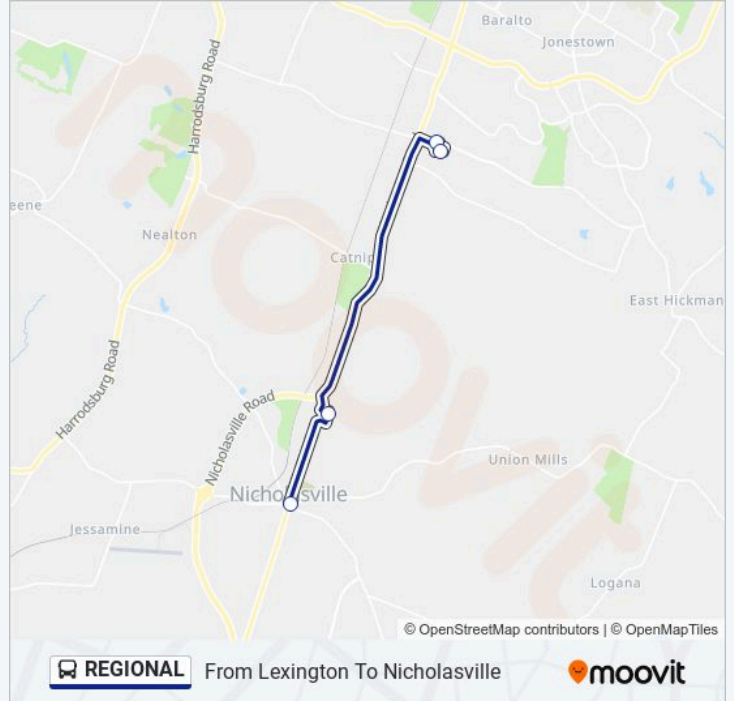 Baralto
Jonestown
Harrodsburg Road
eene
Nealton
Catnip
East Hickman
Harrodsburg Road
Nicholasville Road
Union Mills
Nicholasville
Jessamine
Logana
moovit
© OpenStreetMap contributors | © OpenMapTiles
REGIONAL From Lexington To Nicholasville moovit